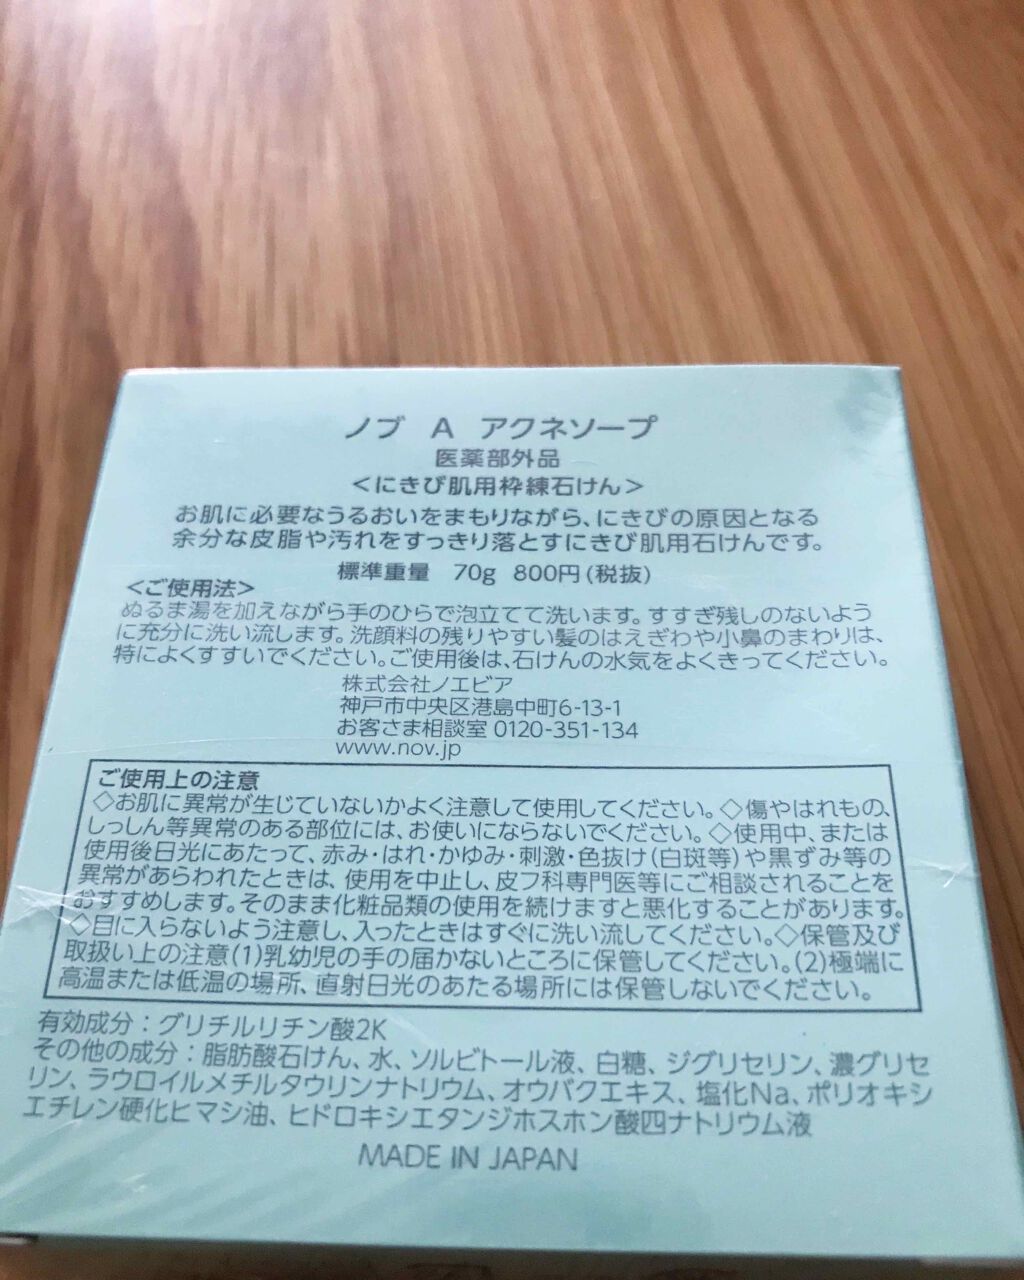 ノブ A アクネソープ
医薬部外品
＜にきび肌用枠練石けん＞
お肌に必要なうるおいをまもりながら、にきびの原因となる
余分な皮脂や汚れをすっきり落とすにきび肌用石けんです。
標準重量 70g 800円(税抜)
＜ご使用法＞
ぬるま湯を加えながら手のひらで泡立てて洗います。すすぎ残しのないよう
に充分に洗い流します。洗顔料の残りやすい髪のはえぎわや小鼻のまわりは、
特によくすすいでください。ご使用後は、石けんの水気をよくきってください。
株式会社ノエビア
神戸市中央区港島中町6-13-1
お客さま相談室 0120-351-134
www.nov.jp
ご使用上の注意
◇お肌に異常が生じていないかよく注意して使用してください。◇傷やはれもの、
しっしん等異常のある部位には、お使いにならないでください。◇使用中、または
使用後日光にあたって、赤み・はれ・かゆみ・刺激・色抜け(白斑等)や黒ずみ等の
異常があらわれたときは、使用を中止し、皮フ科専門医等にご相談されることを
おすすめします。そのまま化粧品類の使用を続けますと悪化することがあります。
◇目に入らないよう注意し、入ったときはすぐに洗い流してください。◇保管及び
取扱い上の注意(1)乳幼児の手の届かないところに保管してください。(2)極端に
高温または低温の場所、直射日光のあたる場所には保管しないでください。
有効成分：グリチルリチン酸2K
その他の成分：脂肪酸石けん、水、ソルビトール液、白糖、ジグリセリン、濃グリセ
リン、ラウロイルメチルタウリンナトリウム、オウバクエキス、塩化Na、ポリオキシ
エチレン硬化ヒマシ油、ヒドロキシエタンジホスホン酸四ナトリウム液
MADE IN JAPAN